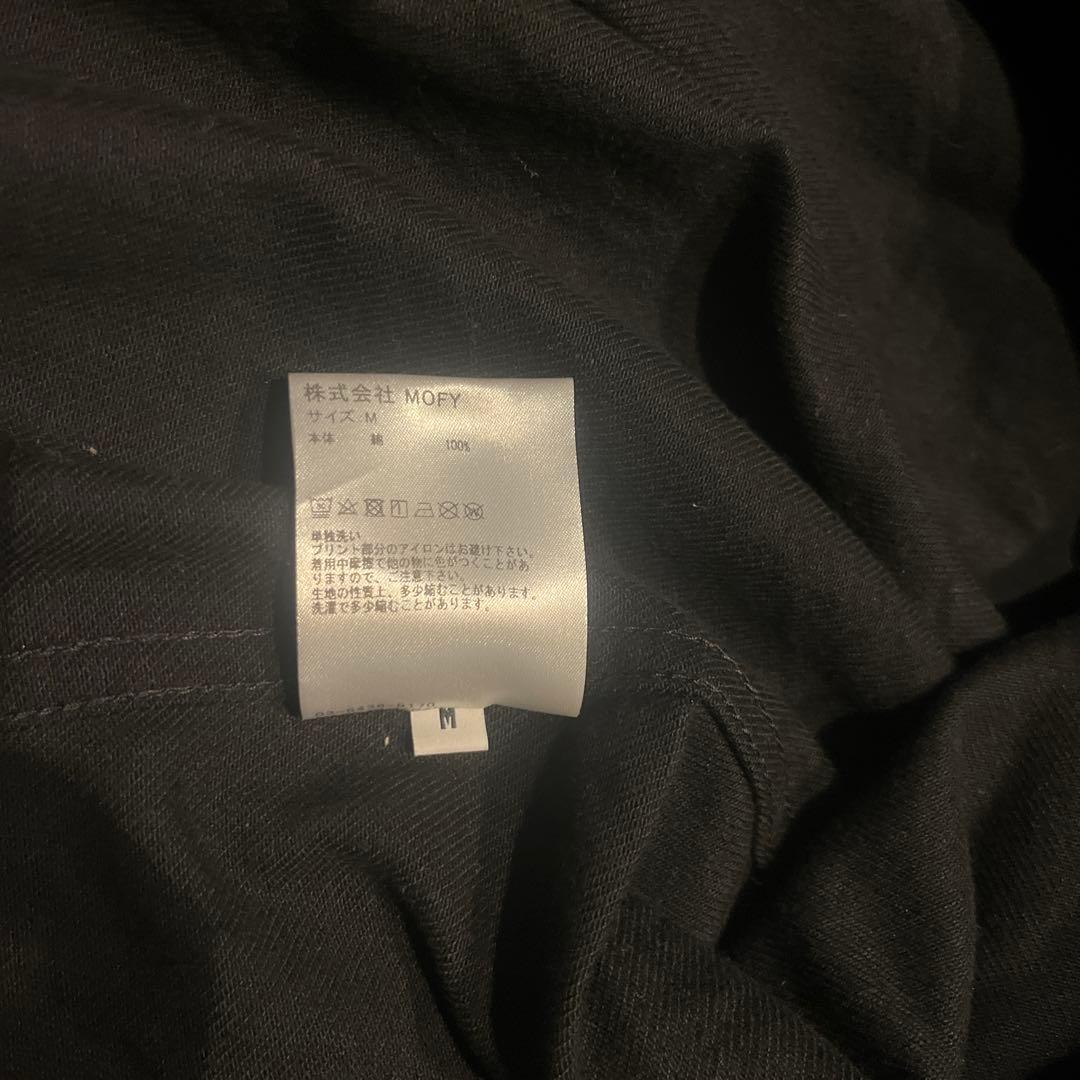 株式会社 MOFY
サイズ M
本体 綿 100%
単独洗い
プリント部分のアイロンはお避け下さい。
着用中摩擦で他の物に色がつくことがあ
りますので、ご注意下さい。
生地の性質上、多少縮むことがあります。
洗濯で多少縮むことがあります。
M